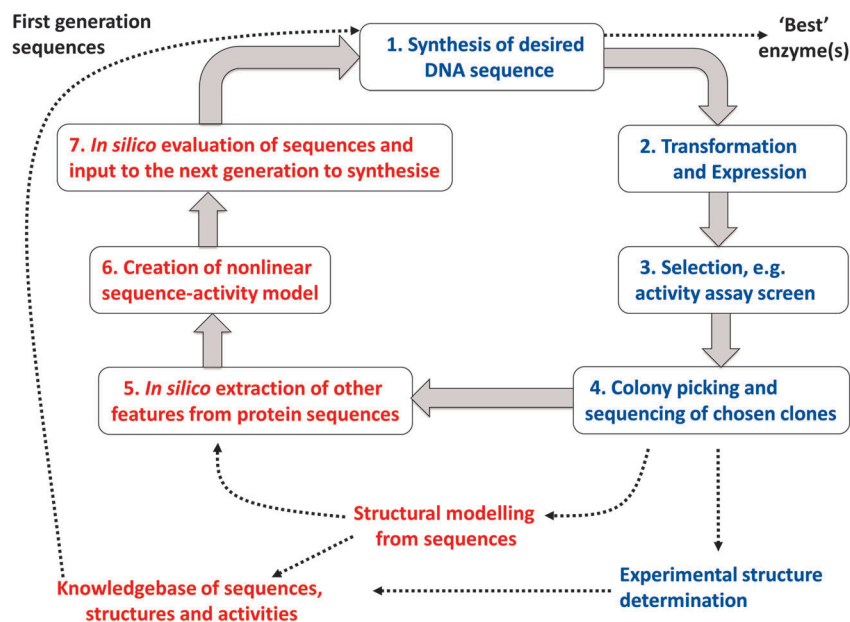 First generation
sequences
1. Synthesis of desired
DNA sequence
‘Best’
enzyme(s)
7. In silico evaluation of sequences and
input to the next generation to synthesise
2. Transformation
and Expression
6. Creation of nonlinear
sequence-activity model
3. Selection, e.g.
activity assay screen
5. In silico extraction of other
features from protein sequences
4. Colony picking and
sequencing of chosen clones
Structural modelling
from sequences
Knowledgebase of sequences,
structures and activities
Experimental structure
determination